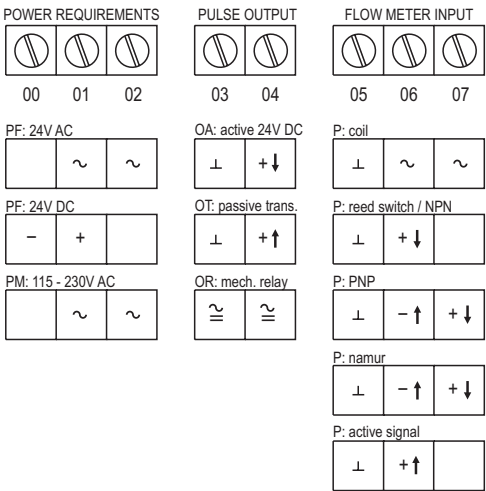 POWER REQUIREMENTS PULSE OUTPUT FLOW METER INPUT
00 01 02 03 04 05 06 07
PF: 24V AC OA: active 24V DC P: coil
~ ~ ⊥ +↓ ⊥ ~ ~
PF: 24V DC OT: passive trans. P: reed switch / NPN
– + ⊥ +↑ ⊥ +↓
PM: 115 - 230V AC OR: mech. relay P: PNP
~ ~ ≅ ≅ ⊥ –↑ +↓
P: namur
⊥ –↑ +↓
P: active signal
⊥ +↑